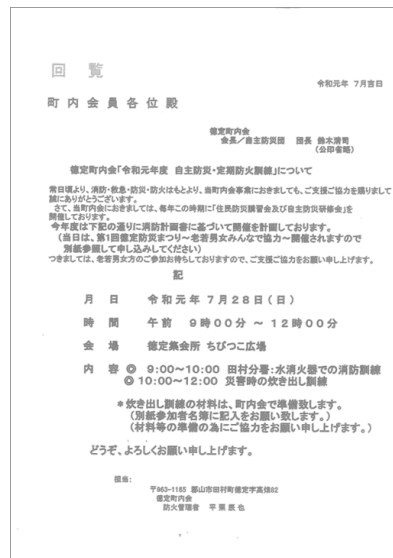 回覧
令和元年 7月吉日
町内会員各位殿
徳定町内会
会長／自主防災団 団長 鈴木清司
（公印省略）
徳定町内会「令和元年度 自主防災・定期防火訓練」について
常日頃より、消防・救急・防災・防火はもとより、当町内会事業におきましても、ご支援ご協力を賜りまして
誠にありがとうございます。
さて、当町内会におきましては、毎年この時期に「住民防災講習会及び自主防災研修会」を
開催しております。
今年度は下記の通りに消防計画書に基づいて開催を計画しております。
（当日は、第1回徳定防災まつり～老若男女みんなで協力～開催されますので
別紙参照して申し込みしてください）
つきましては、老若男女方のご参加お待ちしておりますので、ご支援ご協力をお願い申し上げます。
記
月 日 令和元年７月２８日（日）
時 間 午前 ９時００分 ～ １２時００分
会 場 徳定集会所 ちびつこ広場
内 容 ◎ 9:00～10:00 田村分署：水消火器での消防訓練
◎ 10:00～12:00 災害時の炊き出し訓練
＊炊き出し訓練の材料は、町内会で準備致します。
（別紙参加者名簿に記入をお願い致します。）
（材料等の準備の為にご協力をお願い申し上げます。）
どうぞ、よろしくお願い申し上げます。
担当：
〒963-1165 郡山市田村町徳定字高畑82
徳定町内会
防火管理者 平栗辰也